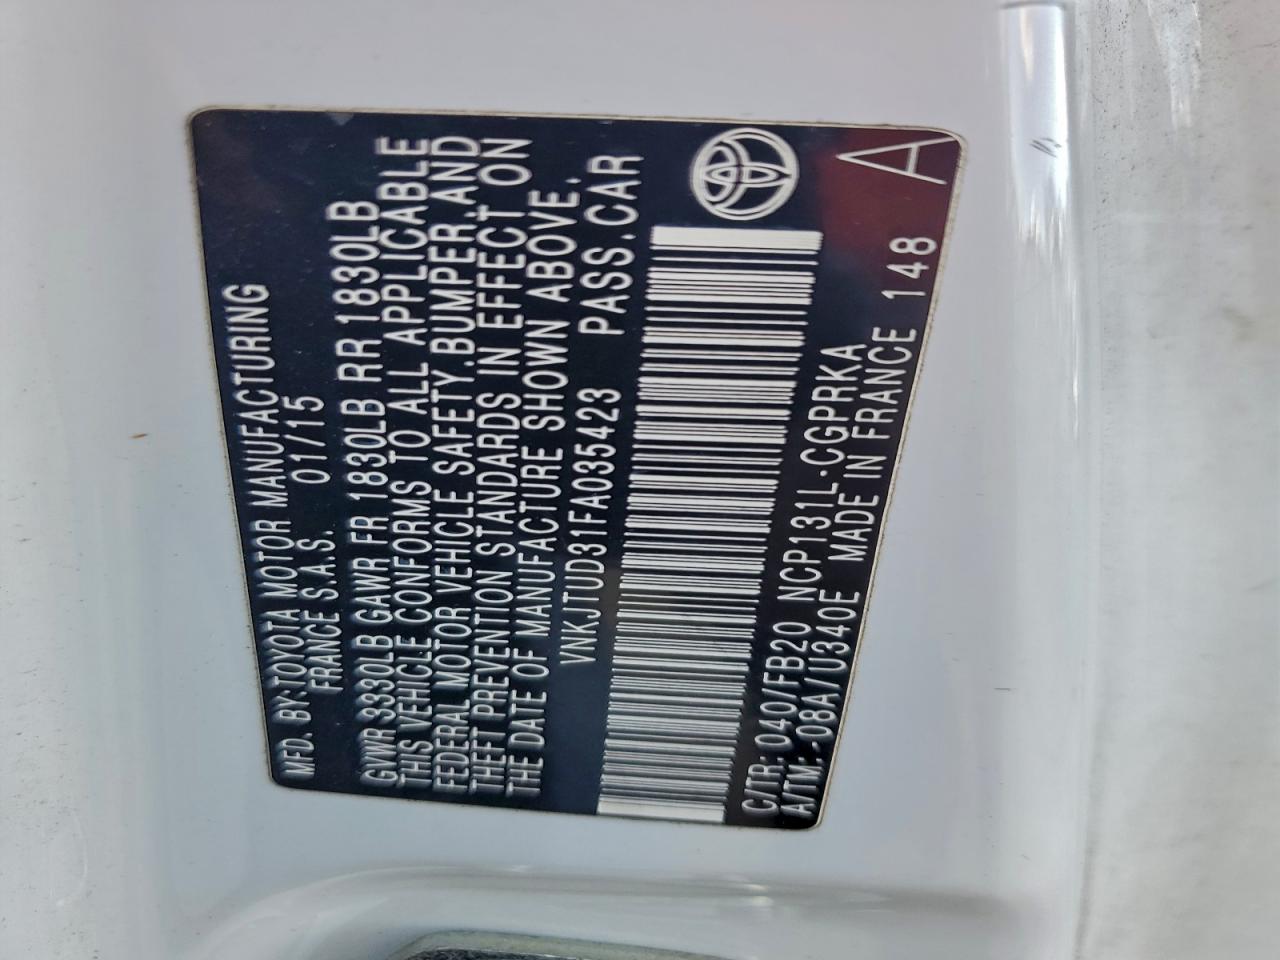 MFD. BY:TOYOTA MOTOR MANUFACTURING
FRANCE S.A.S. 01/15
GVWR 3330LB GAWR FR 1830LB RR 1830LB
THIS VEHICLE CONFORMS TO ALL APPLICABLE
FEDERAL MOTOR VEHICLE SAFETY,BUMPER,AND
THEFT PREVENTION STANDARDS IN EFFECT ON
THE DATE OF MANUFACTURE SHOWN ABOVE.
VNKJTUD31FA035423 PASS.CAR
C/TR: 040/FB20 NCP131L-CGPRKA
A/TM: -08A/U340E MADE IN FRANCE 148 A